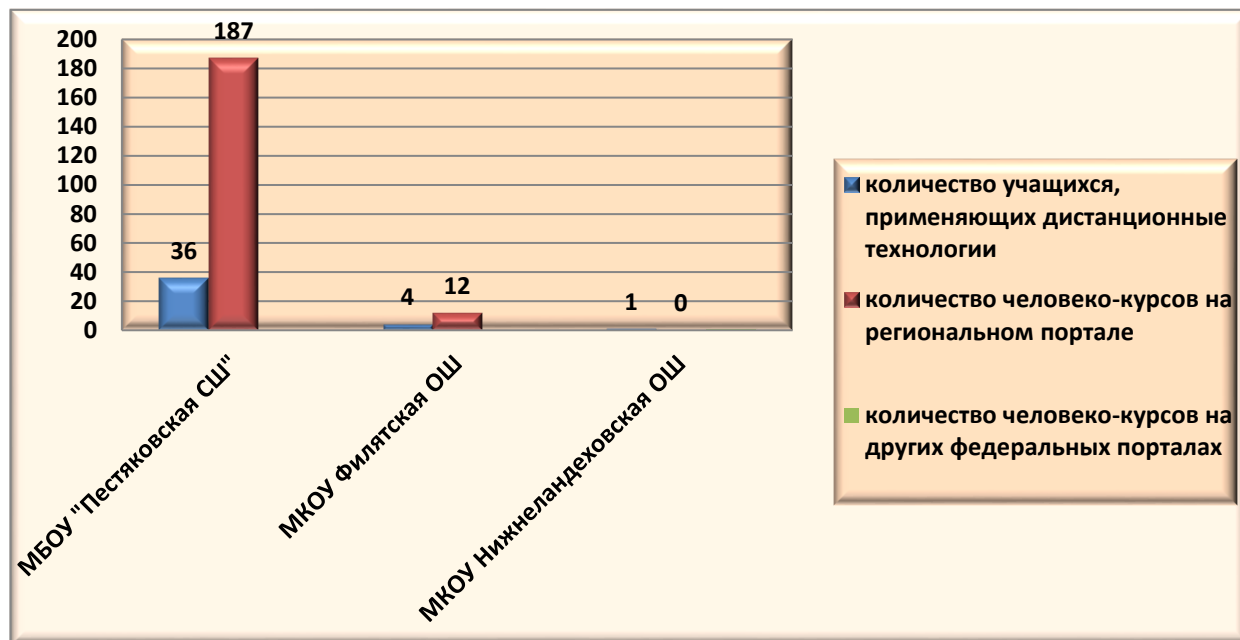 200
180
160
140
120
100
80
60
40
20
0
187
36
4
12
1
0
МБОУ "Пестяковская СШ"
МКОУ Филятская ОШ
МКОУ Нижнеландеховская ОШ
количество учащихся,
применяющих дистанционные
технологии
количество человеко-курсов на
региональном портале
количество человеко-курсов на
других федеральных порталах